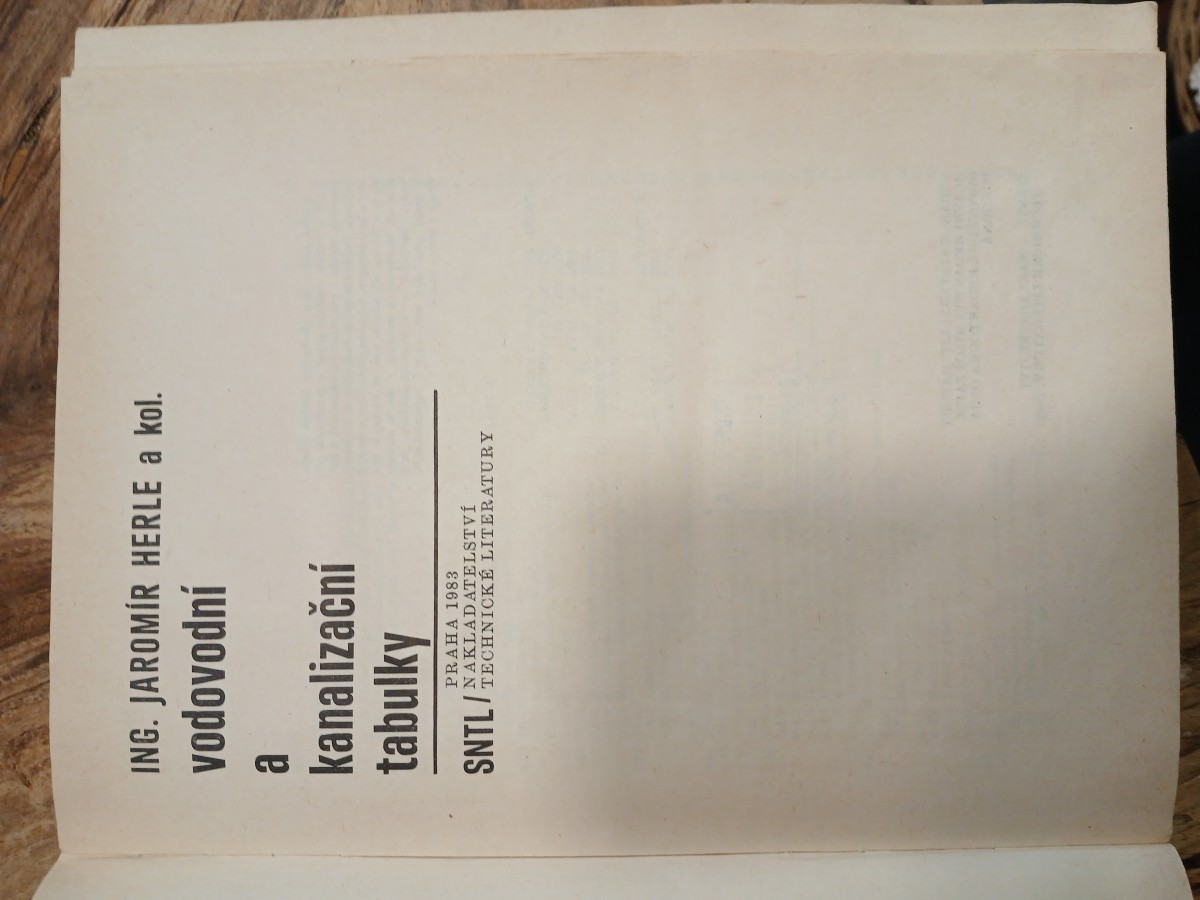 ING. JAROMÍR HERLE a kol.
vodovodní
a
kanalizační
tabulky
PRAHA 1983
SNTL / NAKLADATELSTVÍ
TECHNICKÉ LITERATURY